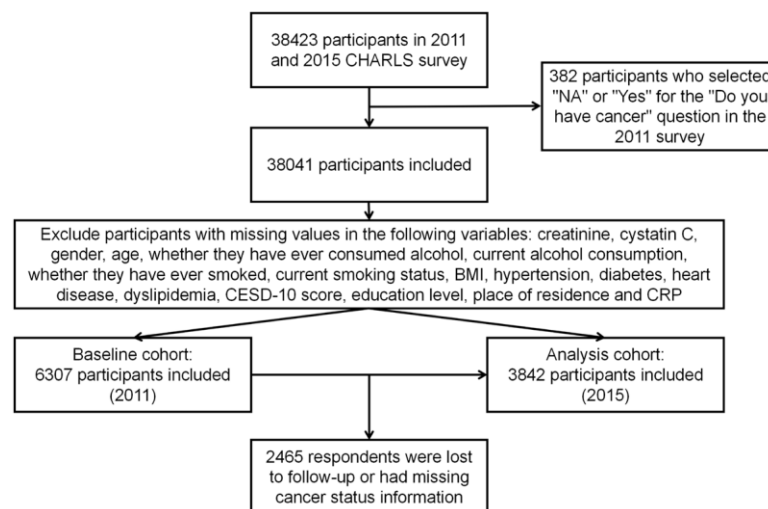 38423 participants in 2011
and 2015 CHARLS survey
382 participants who selected
"NA" or "Yes" for the "Do you
have cancer" question in the
2011 survey
38041 participants included
Exclude participants with missing values in the following variables: creatinine, cystatin C,
gender, age, whether they have ever consumed alcohol, current alcohol consumption,
whether they have ever smoked, current smoking status, BMI, hypertension, diabetes, heart
disease, dyslipidemia, CESD-10 score, education level, place of residence and CRP
Baseline cohort:
6307 participants included
(2011)
Analysis cohort:
3842 participants included
(2015)
2465 respondents were lost
to follow-up or had missing
cancer status information